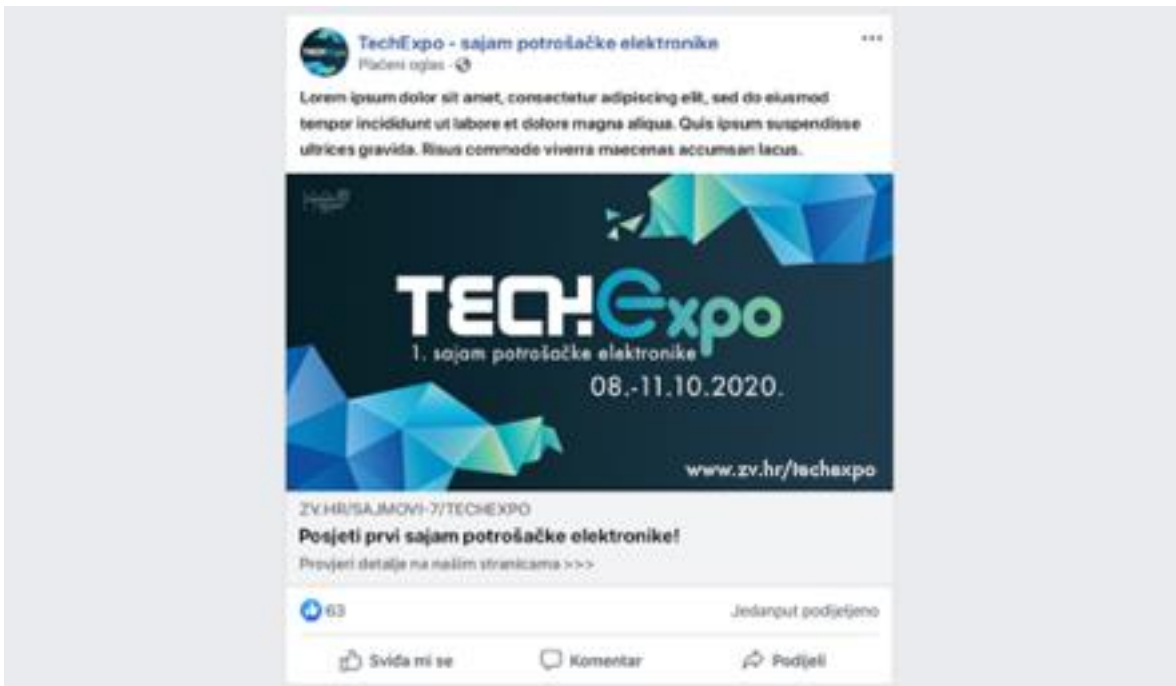 TechExpo - sajam potrošačke elektronike
Plaćeni oglas -
Lorem ipsum dolor sit amet, consectetur adipiscing elit, sed do eiusmod
tempor incididunt ut labore et dolore magna aliqua. Quis ipsum suspendisse
ultrices gravida. Risus commodo viverra maecenas accumsan lacus.
TECH Expo
1. sajam potrošačke elektronike
08.-11.10.2020.
www.zv.hr/techexpo
ZV.HR/SAJMOVI-7/TECHEXPO
Posjeti prvi sajam potrošačke elektronike!
Provjeri detalje na našim stranicama >>>
63
Jedanput podijeljeno
Sviđa mi se
Komentar
Podijeli